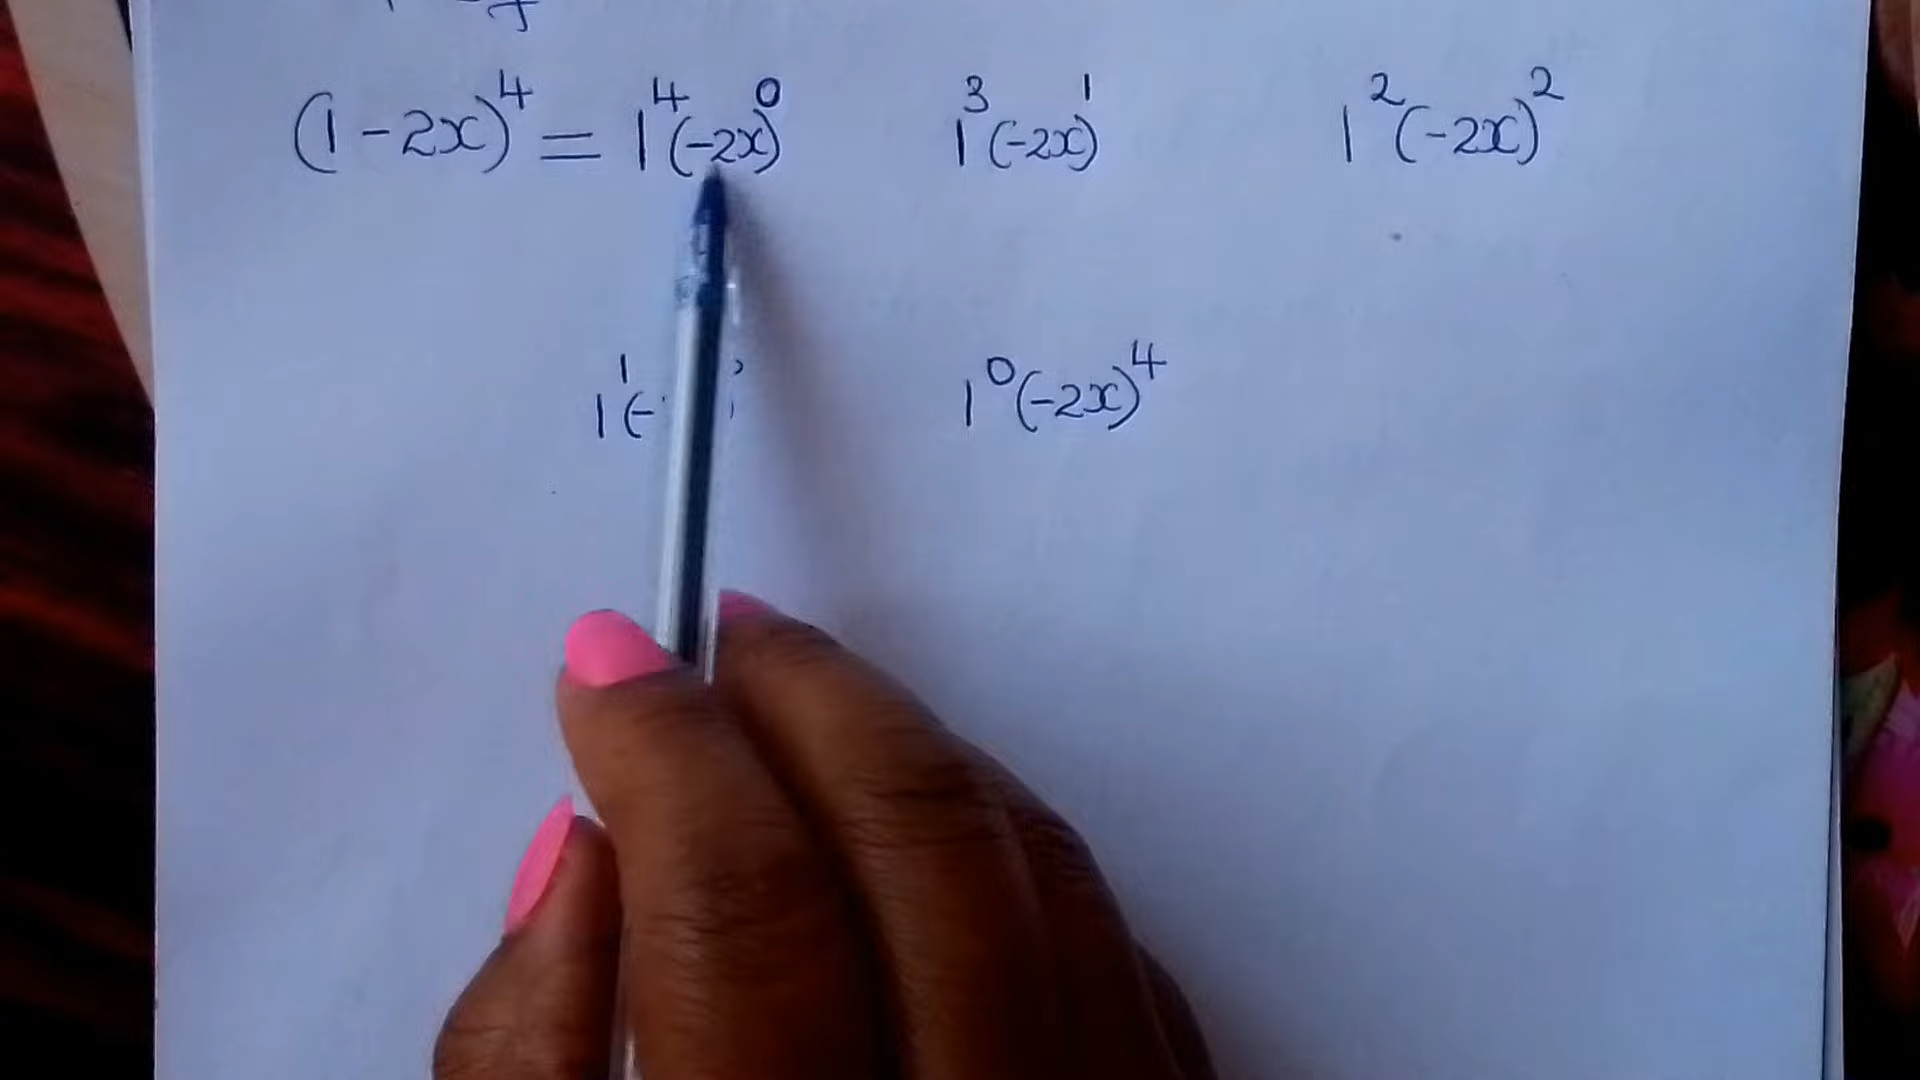 (1-2x)⁴ = 1⁴(-2x)⁰ 1³(-2x)¹ 1²(-2x)²
1¹(- 1⁰(-2x)⁴